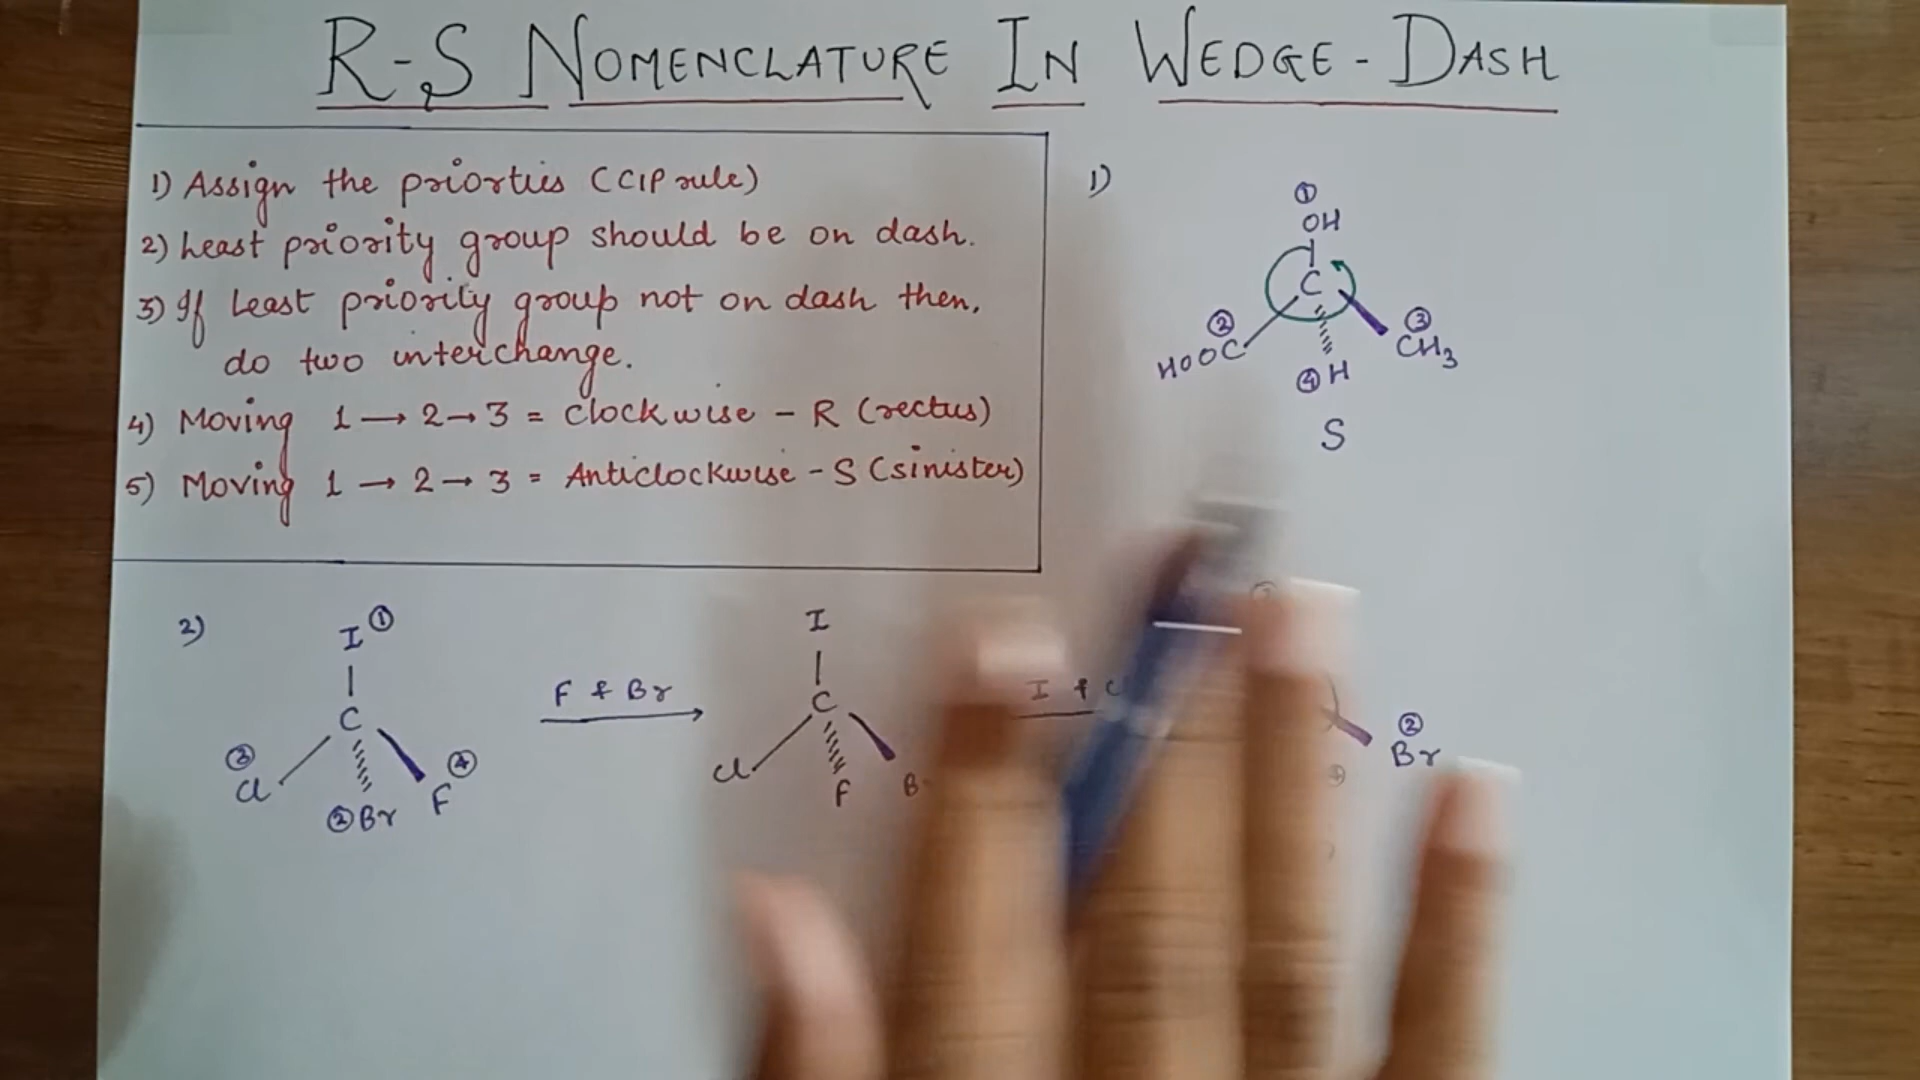 R-S NOMENCLATURE IN WEDGE-DASH
1) Assign the priorties (CIP rule)
2) Least priority group should be on dash.
3) If Least priority group not on dash then,
do two interchange.
4) Moving 1 → 2 → 3 = Clockwise - R (rectus)
5) Moving 1 → 2 → 3 = Anticlockwise - S (sinister)
1)
①
OH
C
②
HOOC
③
CH₃
④ H
S
2)
I ①
C
③
Cl
② Br
④
F
F & Br
I
C
Cl
F
I &
②
Br